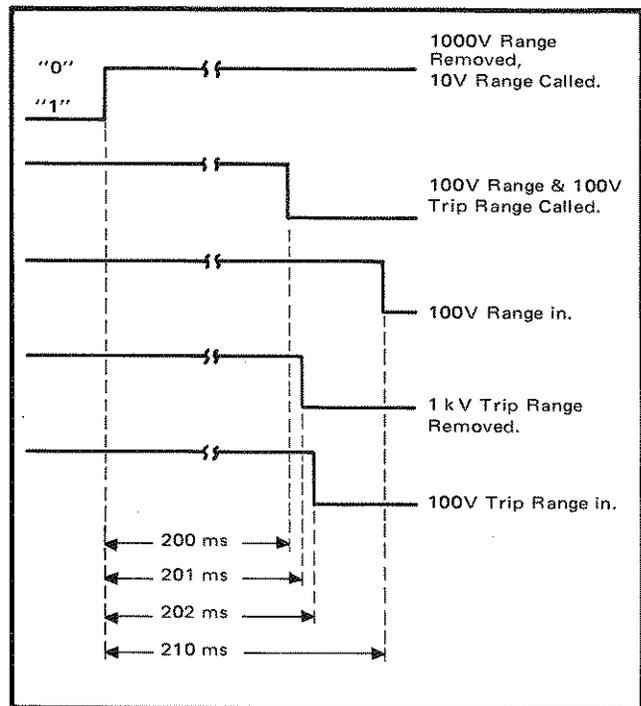 1000V Range
Removed,
10V Range Called.
"0"
"1"
100V Range & 100V
Trip Range Called.
100V Range in.
1 kV Trip Range
Removed.
100V Trip Range in.
200 ms
201 ms
202 ms
210 ms